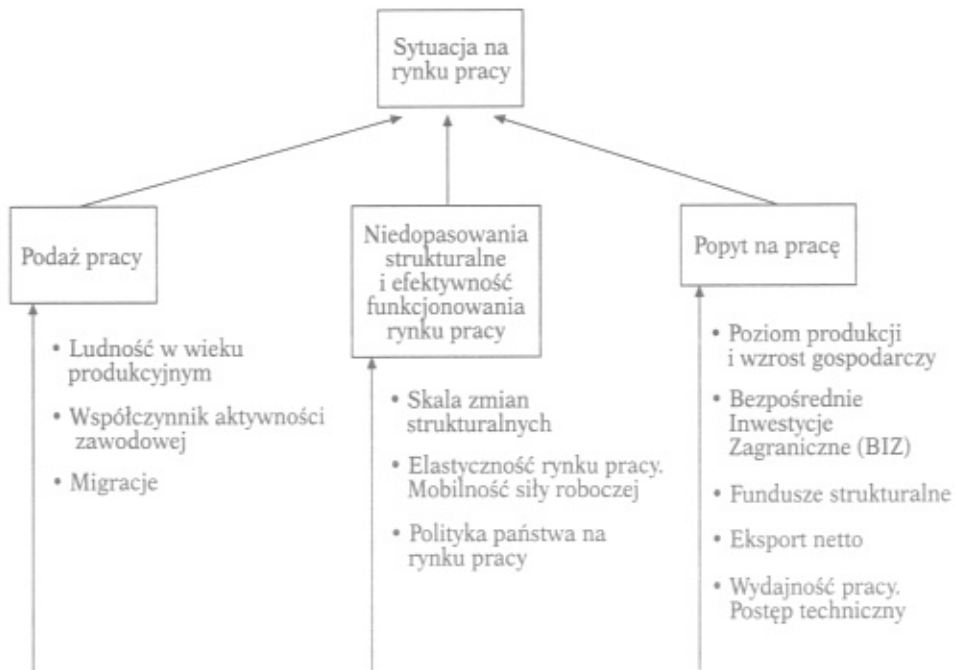 Sytuacja na
rynku pracy
Podaż pracy
• Ludność w wieku
produkcyjnym
• Współczynnik aktywności
zawodowej
• Migracje
Niedopasowania
strukturalne
i efektywność
funkcjonowania
rynku pracy
• Skala zmian
strukturalnych
• Elastyczność rynku pracy.
Mobilność siły roboczej
• Polityka państwa na
rynku pracy
Popyt na pracę
• Poziom produkcji
i wzrost gospodarczy
• Bezpośrednie
Inwestycje
Zagraniczne (BIZ)
• Fundusze strukturalne
• Eksport netto
• Wydajność pracy.
Postęp techniczny